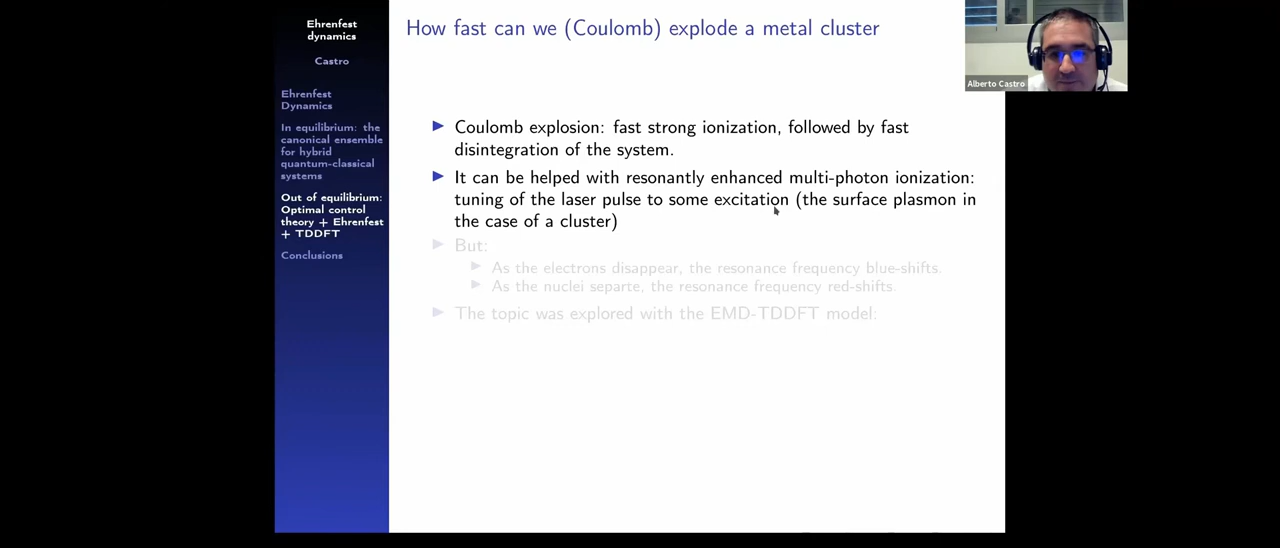 Ehrenfest
dynamics
Castro
Ehrenfest
Dynamics
In equilibrium: the
canonical ensemble
for hybrid
quantum-classical
systems
Out of equilibrium:
Optimal control
theory + Ehrenfest
+ TDDFT
Conclusions
How fast can we (Coulomb) explode a metal cluster
Alberto Castro
Coulomb explosion: fast strong ionization, followed by fast
disintegration of the system.
It can be helped with resonantly enhanced multi-photon ionization:
tuning of the laser pulse to some excitation (the surface plasmon in
the case of a cluster)
But:
As the electrons disappear, the resonance frequency blue-shifts.
As the nuclei separte, the resonance frequency red-shifts.
The topic was explored with the EMD-TDDFT model: